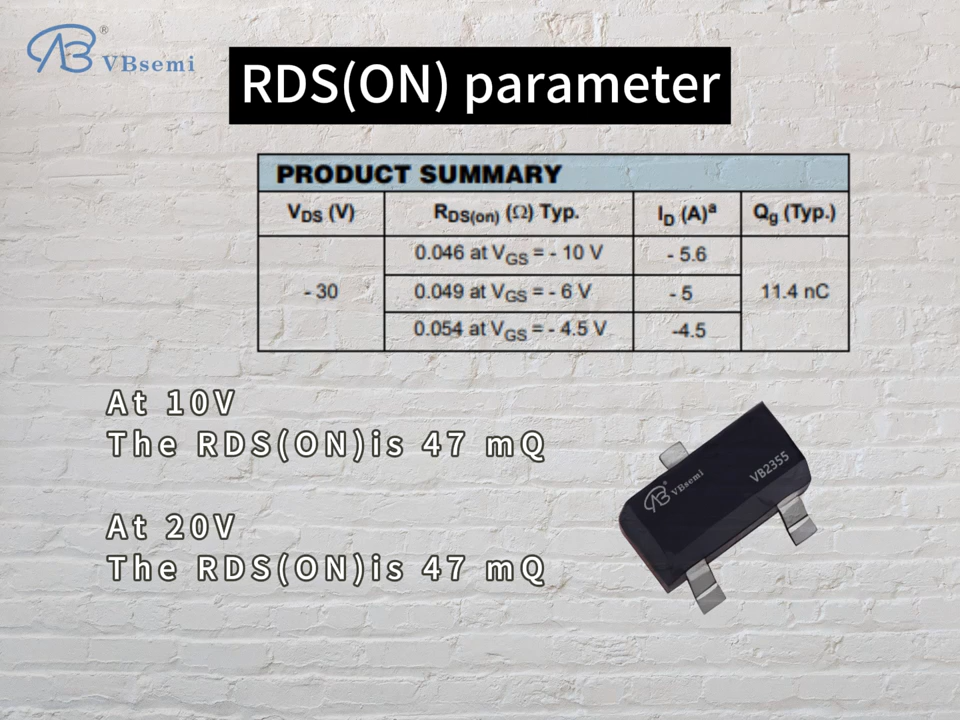 VBsemi®
RDS(ON) parameter
PRODUCT SUMMARY
VDS (V) RDS(on) (Ω) Typ. ID (A)a Qg (Typ.)
0.046 at VGS = - 10 V - 5.6
- 30 0.049 at VGS = - 6 V - 5 11.4 nC
0.054 at VGS = - 4.5 V -4.5
At 10V
The RDS(ON)is 47 mQ
At 20V
The RDS(ON)is 47 mQ
VBsemi VB2355